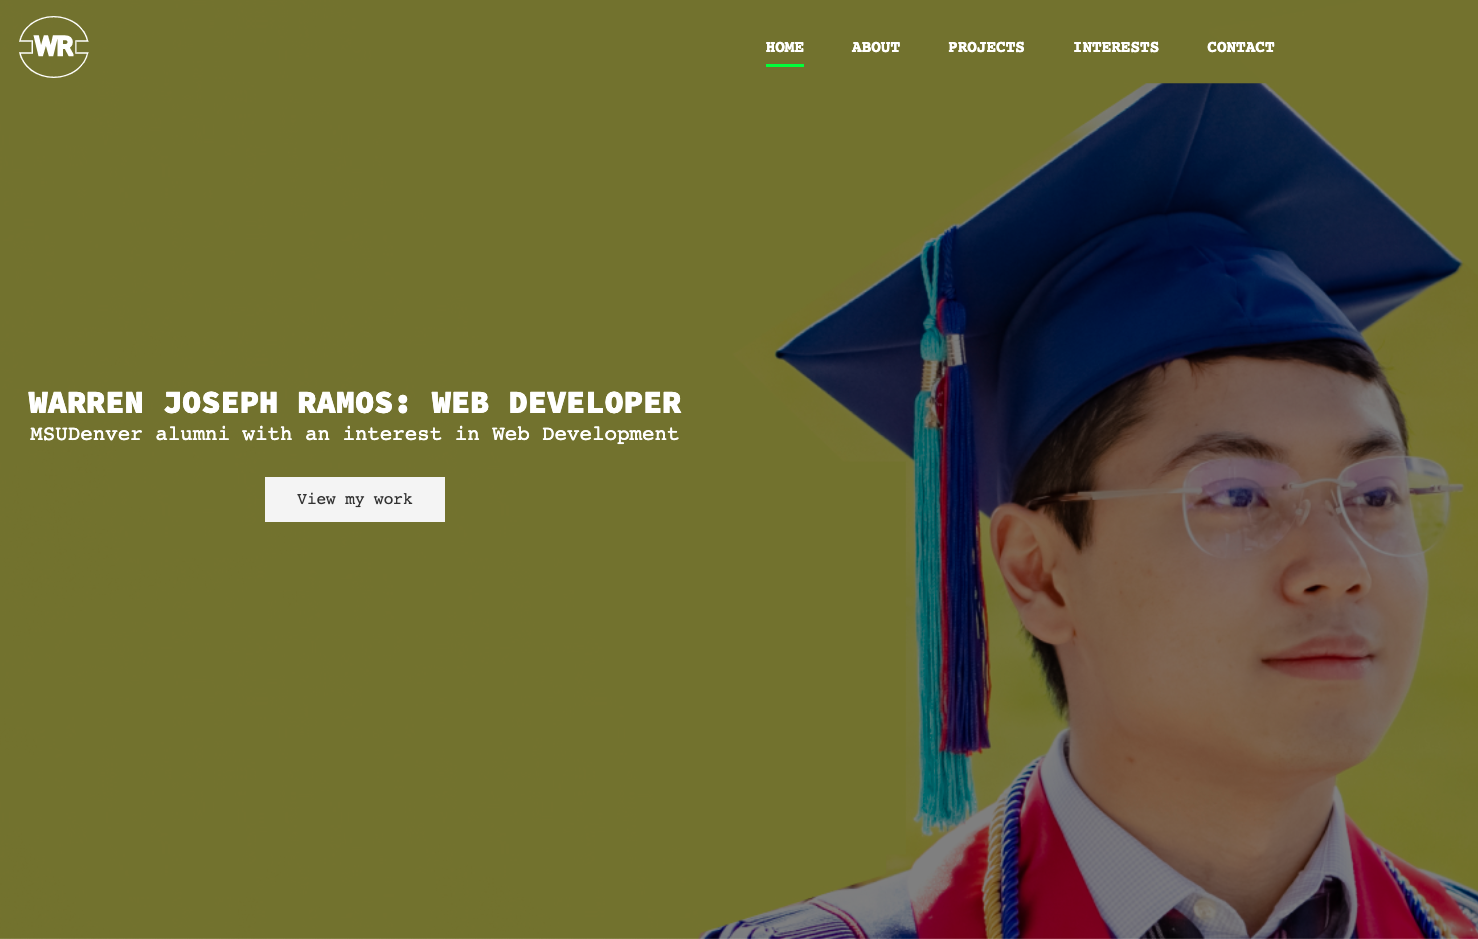 WR
HOME ABOUT PROJECTS INTERESTS CONTACT
WARREN JOSEPH RAMOS: WEB DEVELOPER
MSUDenver alumni with an interest in Web Development
View my work